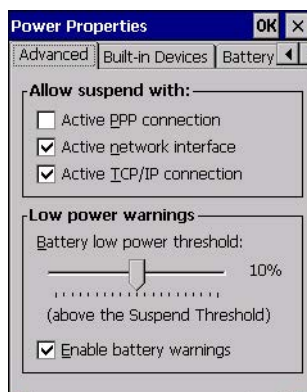 Power Properties OK ×
Advanced Built-in Devices Battery
Allow suspend with:
Active PPP connection
Active network interface
Active TCP/IP connection
Low power warnings
Battery low power threshold:
10%
(above the Suspend Threshold)
Enable battery warnings